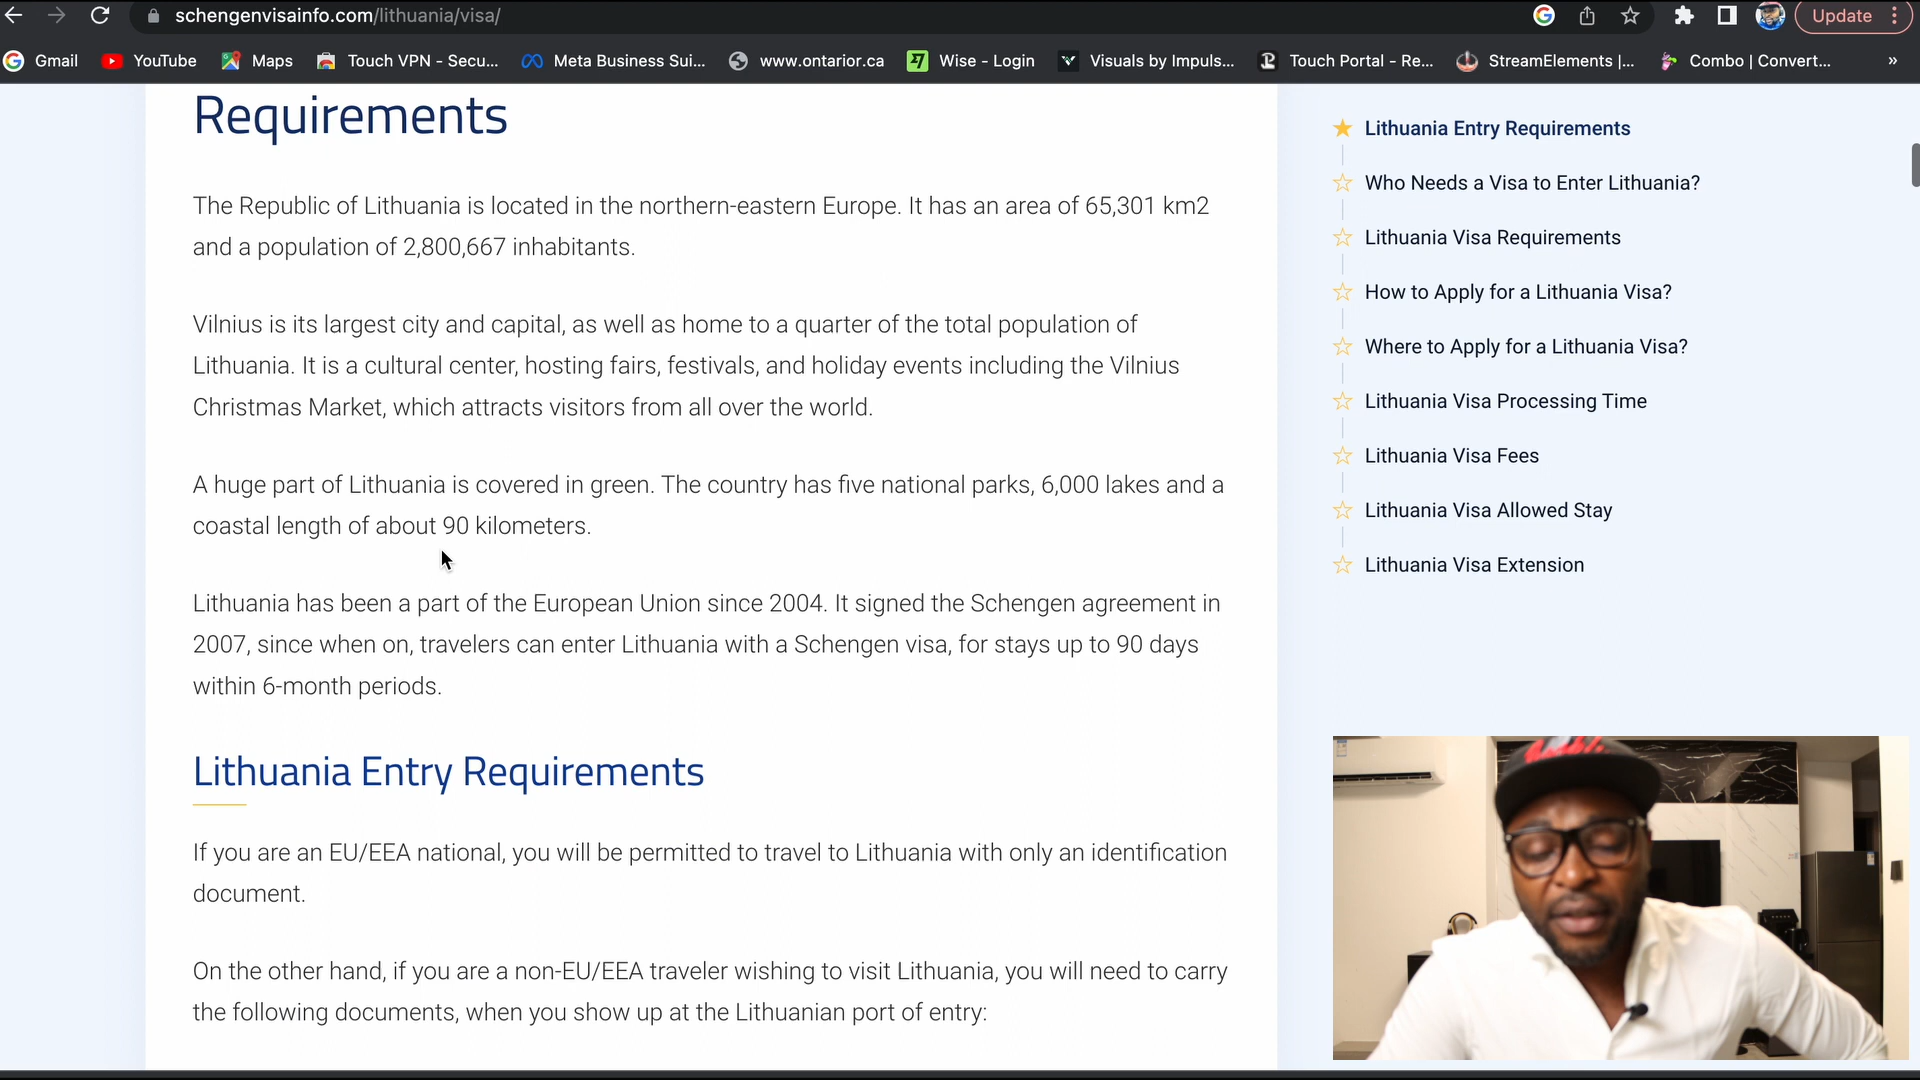 schengenvisainfo.com/lithuania/visa/
Update
Gmail
YouTube
Maps
Touch VPN - Secu...
Meta Business Sui...
www.ontarior.ca
Wise - Login
Visuals by Impuls...
Touch Portal - Re...
StreamElements |...
Combo | Convert...
»
Requirements
The Republic of Lithuania is located in the northern-eastern Europe. It has an area of 65,301 km2
and a population of 2,800,667 inhabitants.
Vilnius is its largest city and capital, as well as home to a quarter of the total population of
Lithuania. It is a cultural center, hosting fairs, festivals, and holiday events including the Vilnius
Christmas Market, which attracts visitors from all over the world.
A huge part of Lithuania is covered in green. The country has five national parks, 6,000 lakes and a
coastal length of about 90 kilometers.
Lithuania has been a part of the European Union since 2004. It signed the Schengen agreement in
2007, since when on, travelers can enter Lithuania with a Schengen visa, for stays up to 90 days
within 6-month periods.
Lithuania Entry Requirements
If you are an EU/EEA national, you will be permitted to travel to Lithuania with only an identification
document.
On the other hand, if you are a non-EU/EEA traveler wishing to visit Lithuania, you will need to carry
the following documents, when you show up at the Lithuanian port of entry:
Lithuania Entry Requirements
Who Needs a Visa to Enter Lithuania?
Lithuania Visa Requirements
How to Apply for a Lithuania Visa?
Where to Apply for a Lithuania Visa?
Lithuania Visa Processing Time
Lithuania Visa Fees
Lithuania Visa Allowed Stay
Lithuania Visa Extension